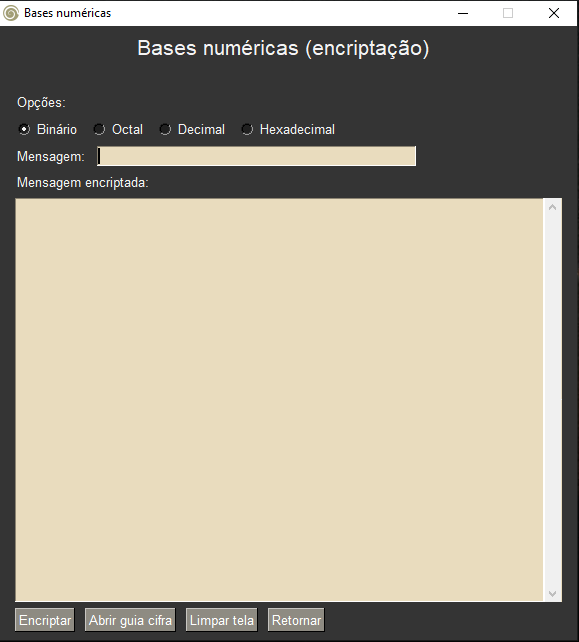 Bases numéricas
Bases numéricas (encriptação)
Opções:
Binário Octal Decimal Hexadecimal
Mensagem:
Mensagem encriptada:
Encriptar Abrir guia cifra Limpar tela Retornar